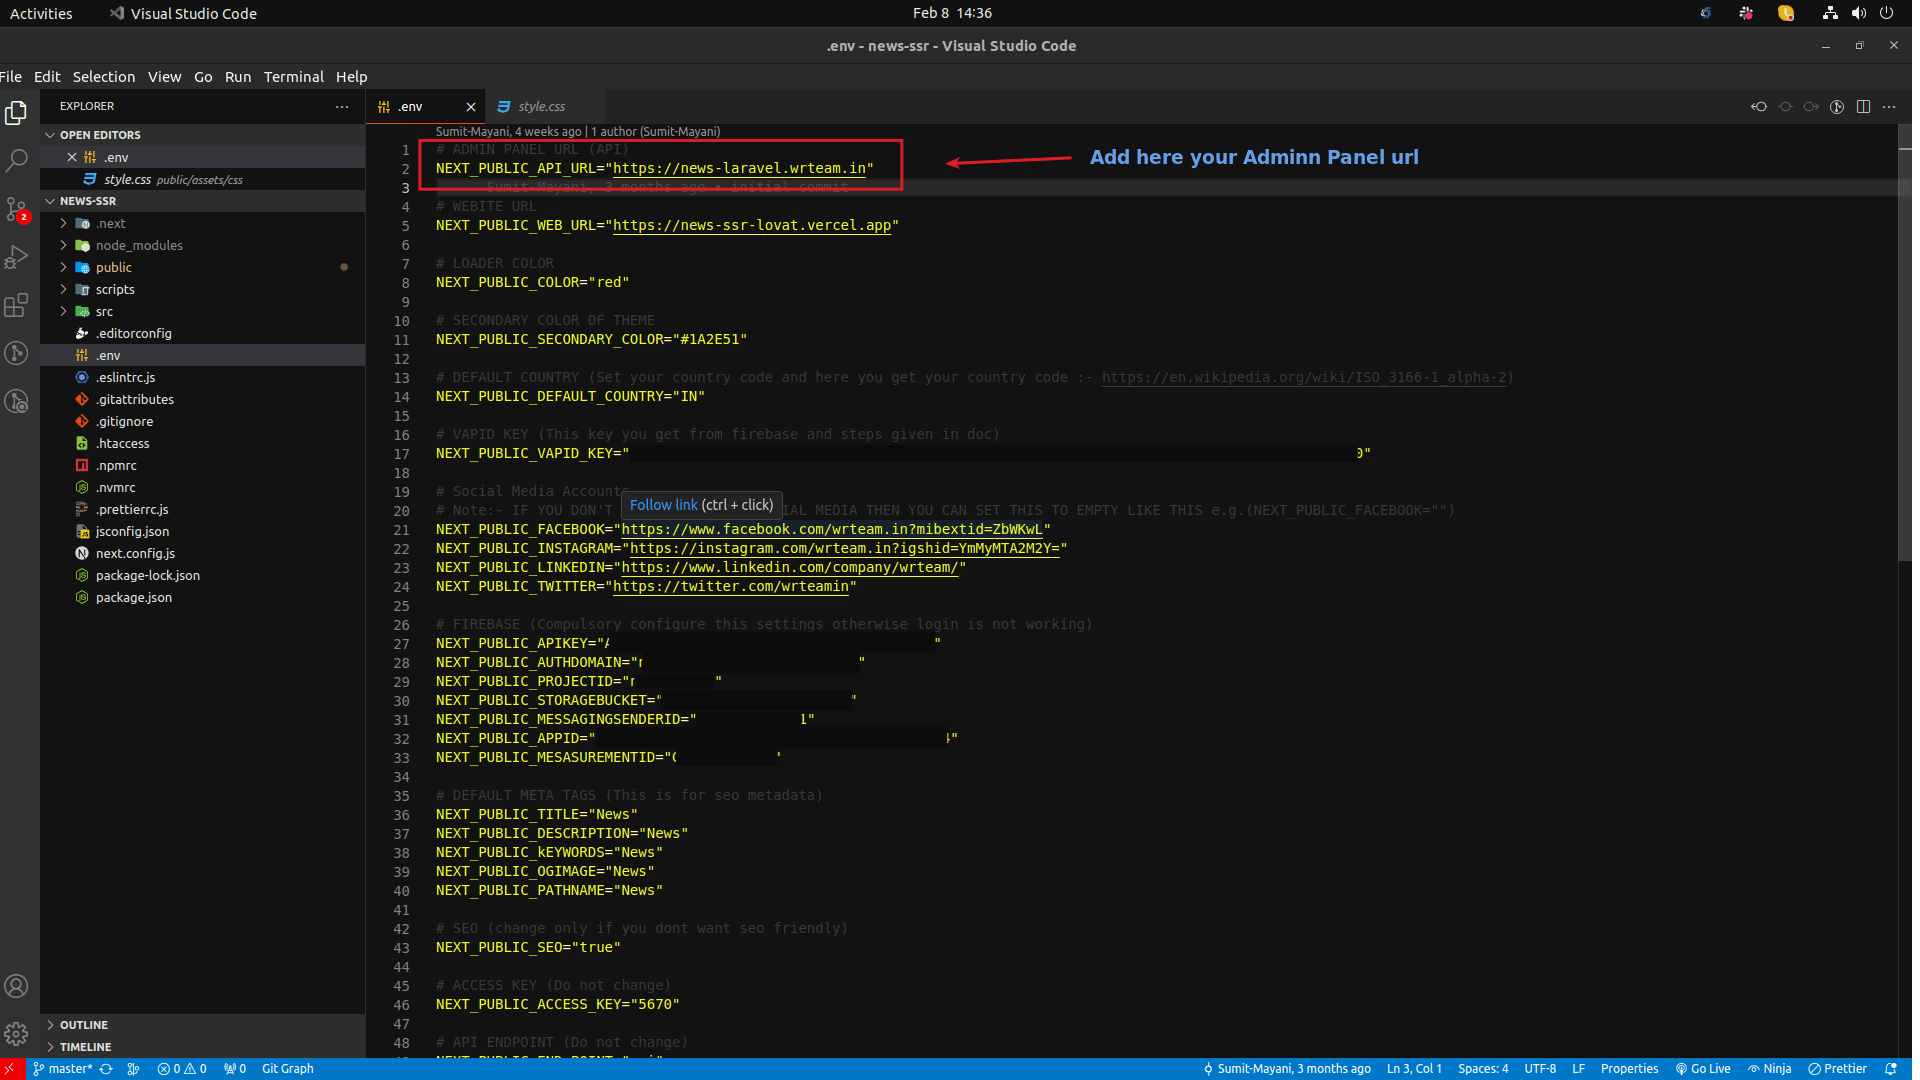 Activities
Visual Studio Code
Feb 8 14:36
.env - news-ssr - Visual Studio Code
File Edit Selection View Go Run Terminal Help
EXPLORER
.env
style.css
OPEN EDITORS
.env
style.css public/assets/css
NEWS-SSR
.next
node_modules
public
scripts
src
.editorconfig
.env
.eslintrc.js
.gitattributes
.gitignore
.htaccess
.npmrc
.nvmrc
.prettierrc.js
jsconfig.json
next.config.js
package-lock.json
package.json
OUTLINE
TIMELINE
2
Sumit-Mayani, 4 weeks ago | 1 author (Sumit-Mayani)
1 # ADMIN PANEL URL (API)
2 NEXT_PUBLIC_API_URL="https://news-laravel.wrteam.in"
Add here your Adminn Panel url
3 Sumit-Mayani, 3 months ago • initial commit
4 # WEBITE URL
5 NEXT_PUBLIC_WEB_URL="https://news-ssr-lovat.vercel.app"
6
7 # LOADER COLOR
8 NEXT_PUBLIC_COLOR="red"
9
10 # SECONDARY COLOR OF THEME
11 NEXT_PUBLIC_SECONDARY_COLOR="#1A2E51"
12
13 # DEFAULT COUNTRY (Set your country code and here you get your country code :- https://en.wikipedia.org/wiki/ISO_3166-1_alpha-2)
14 NEXT_PUBLIC_DEFAULT_COUNTRY="IN"
15
16 # VAPID KEY (This key you get from firebase and steps given in doc)
17 NEXT_PUBLIC_VAPID_KEY=" 0"
18
19 # Social Media Accounts
Follow link (ctrl + click)
20 # Note:- IF YOU DON'T IAL MEDIA THEN YOU CAN SET THIS TO EMPTY LIKE THIS e.g.(NEXT_PUBLIC_FACEBOOK="")
21 NEXT_PUBLIC_FACEBOOK="https://www.facebook.com/wrteam.in?mibextid=ZbWKwL"
22 NEXT_PUBLIC_INSTAGRAM="https://instagram.com/wrteam.in?igshid=YmMyMTA2M2Y="
23 NEXT_PUBLIC_LINKEDIN="https://www.linkedin.com/company/wrteam/"
24 NEXT_PUBLIC_TWITTER="https://twitter.com/wrteamin"
25
26 # FIREBASE (Compulsory configure this settings otherwise login is not working)
27 NEXT_PUBLIC_APIKEY="A "
28 NEXT_PUBLIC_AUTHDOMAIN=" "
29 NEXT_PUBLIC_PROJECTID=" "
30 NEXT_PUBLIC_STORAGEBUCKET=" "
31 NEXT_PUBLIC_MESSAGINGSENDERID=" 1"
32 NEXT_PUBLIC_APPID=" 4"
33 NEXT_PUBLIC_MESASUREMENTID="
34
35 # DEFAULT META TAGS (This is for seo metadata)
36 NEXT_PUBLIC_TITLE="News"
37 NEXT_PUBLIC_DESCRIPTION="News"
38 NEXT_PUBLIC_kEYWORDS="News"
39 NEXT_PUBLIC_OGIMAGE="News"
40 NEXT_PUBLIC_PATHNAME="News"
41
42 # SEO (change only if you dont want seo friendly)
43 NEXT_PUBLIC_SEO="true"
44
45 # ACCESS KEY (Do not change)
46 NEXT_PUBLIC_ACCESS_KEY="5670"
47
48 # API ENDPOINT (Do not change)
master* 0 0 0 Git Graph
Sumit-Mayani, 3 months ago Ln 3, Col 1 Spaces: 4 UTF-8 LF Properties Go Live Ninja Prettier